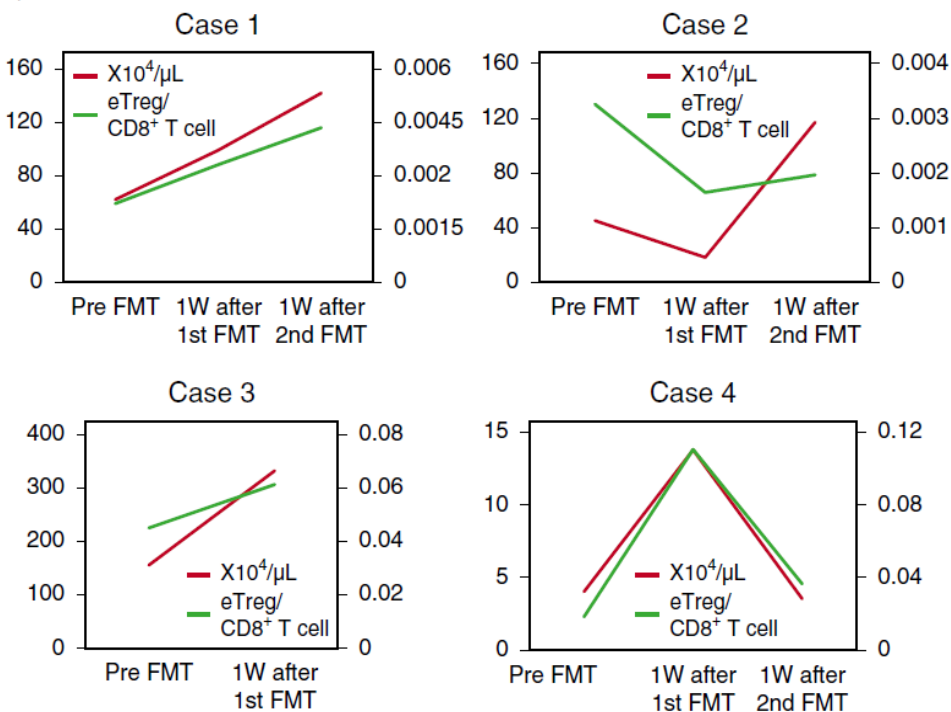 Case 1
160
120
80
40
0
X10⁴/μL
eTreg/
CD8⁺ T cell
0.006
0.0045
0.002
0.0015
0
Pre FMT
1W after
1st FMT
1W after
2nd FMT
Case 2
160
120
80
40
0
X10⁴/μL
eTreg/
CD8⁺ T cell
0.004
0.003
0.002
0.001
0
Pre FMT
1W after
1st FMT
1W after
2nd FMT
Case 3
400
300
200
100
0
X10⁴/μL
eTreg/
CD8⁺ T cell
0.08
0.06
0.04
0.02
0
Pre FMT
1W after
1st FMT
Case 4
15
10
5
0
X10⁴/μL
eTreg/
CD8⁺ T cell
0.12
0.08
0.04
0
Pre FMT
1W after
1st FMT
1W after
2nd FMT